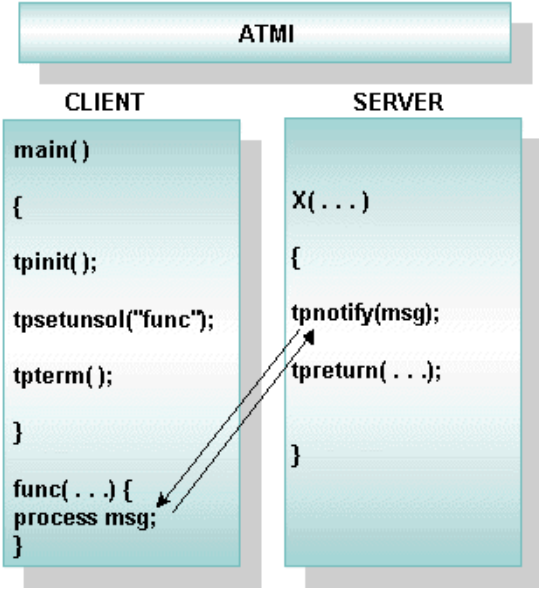 ATMI
CLIENT
main( )
{
tpinit( );
tpsetunsol("func");
tpterm( );
}
func( . . .) {
process msg;
}
SERVER
X( . . . )
{
tpnotify(msg);
tpreturn( . . .);
}